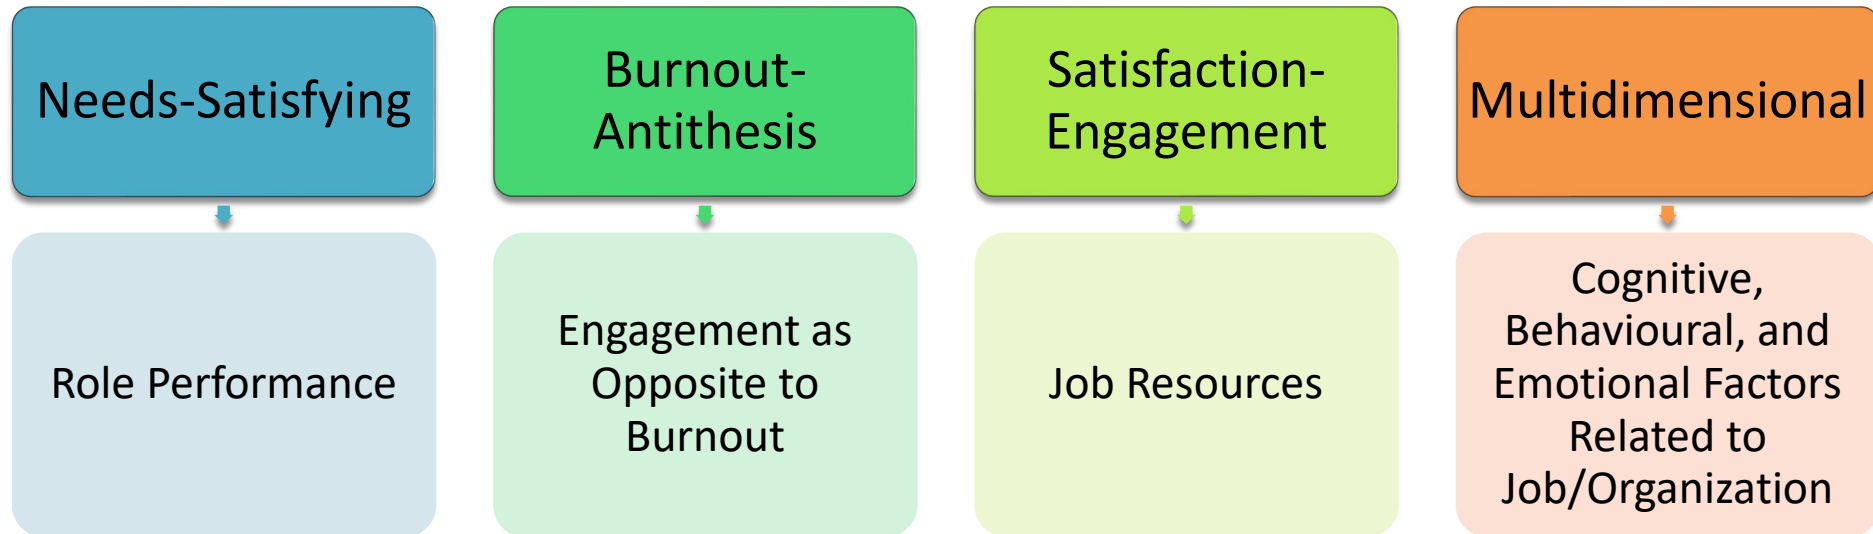 Needs-Satisfying
Burnout-
Antithesis
Satisfaction-
Engagement
Multidimensional
Role Performance
Engagement as
Opposite to
Burnout
Job Resources
Cognitive,
Behavioural, and
Emotional Factors
Related to
Job/Organization